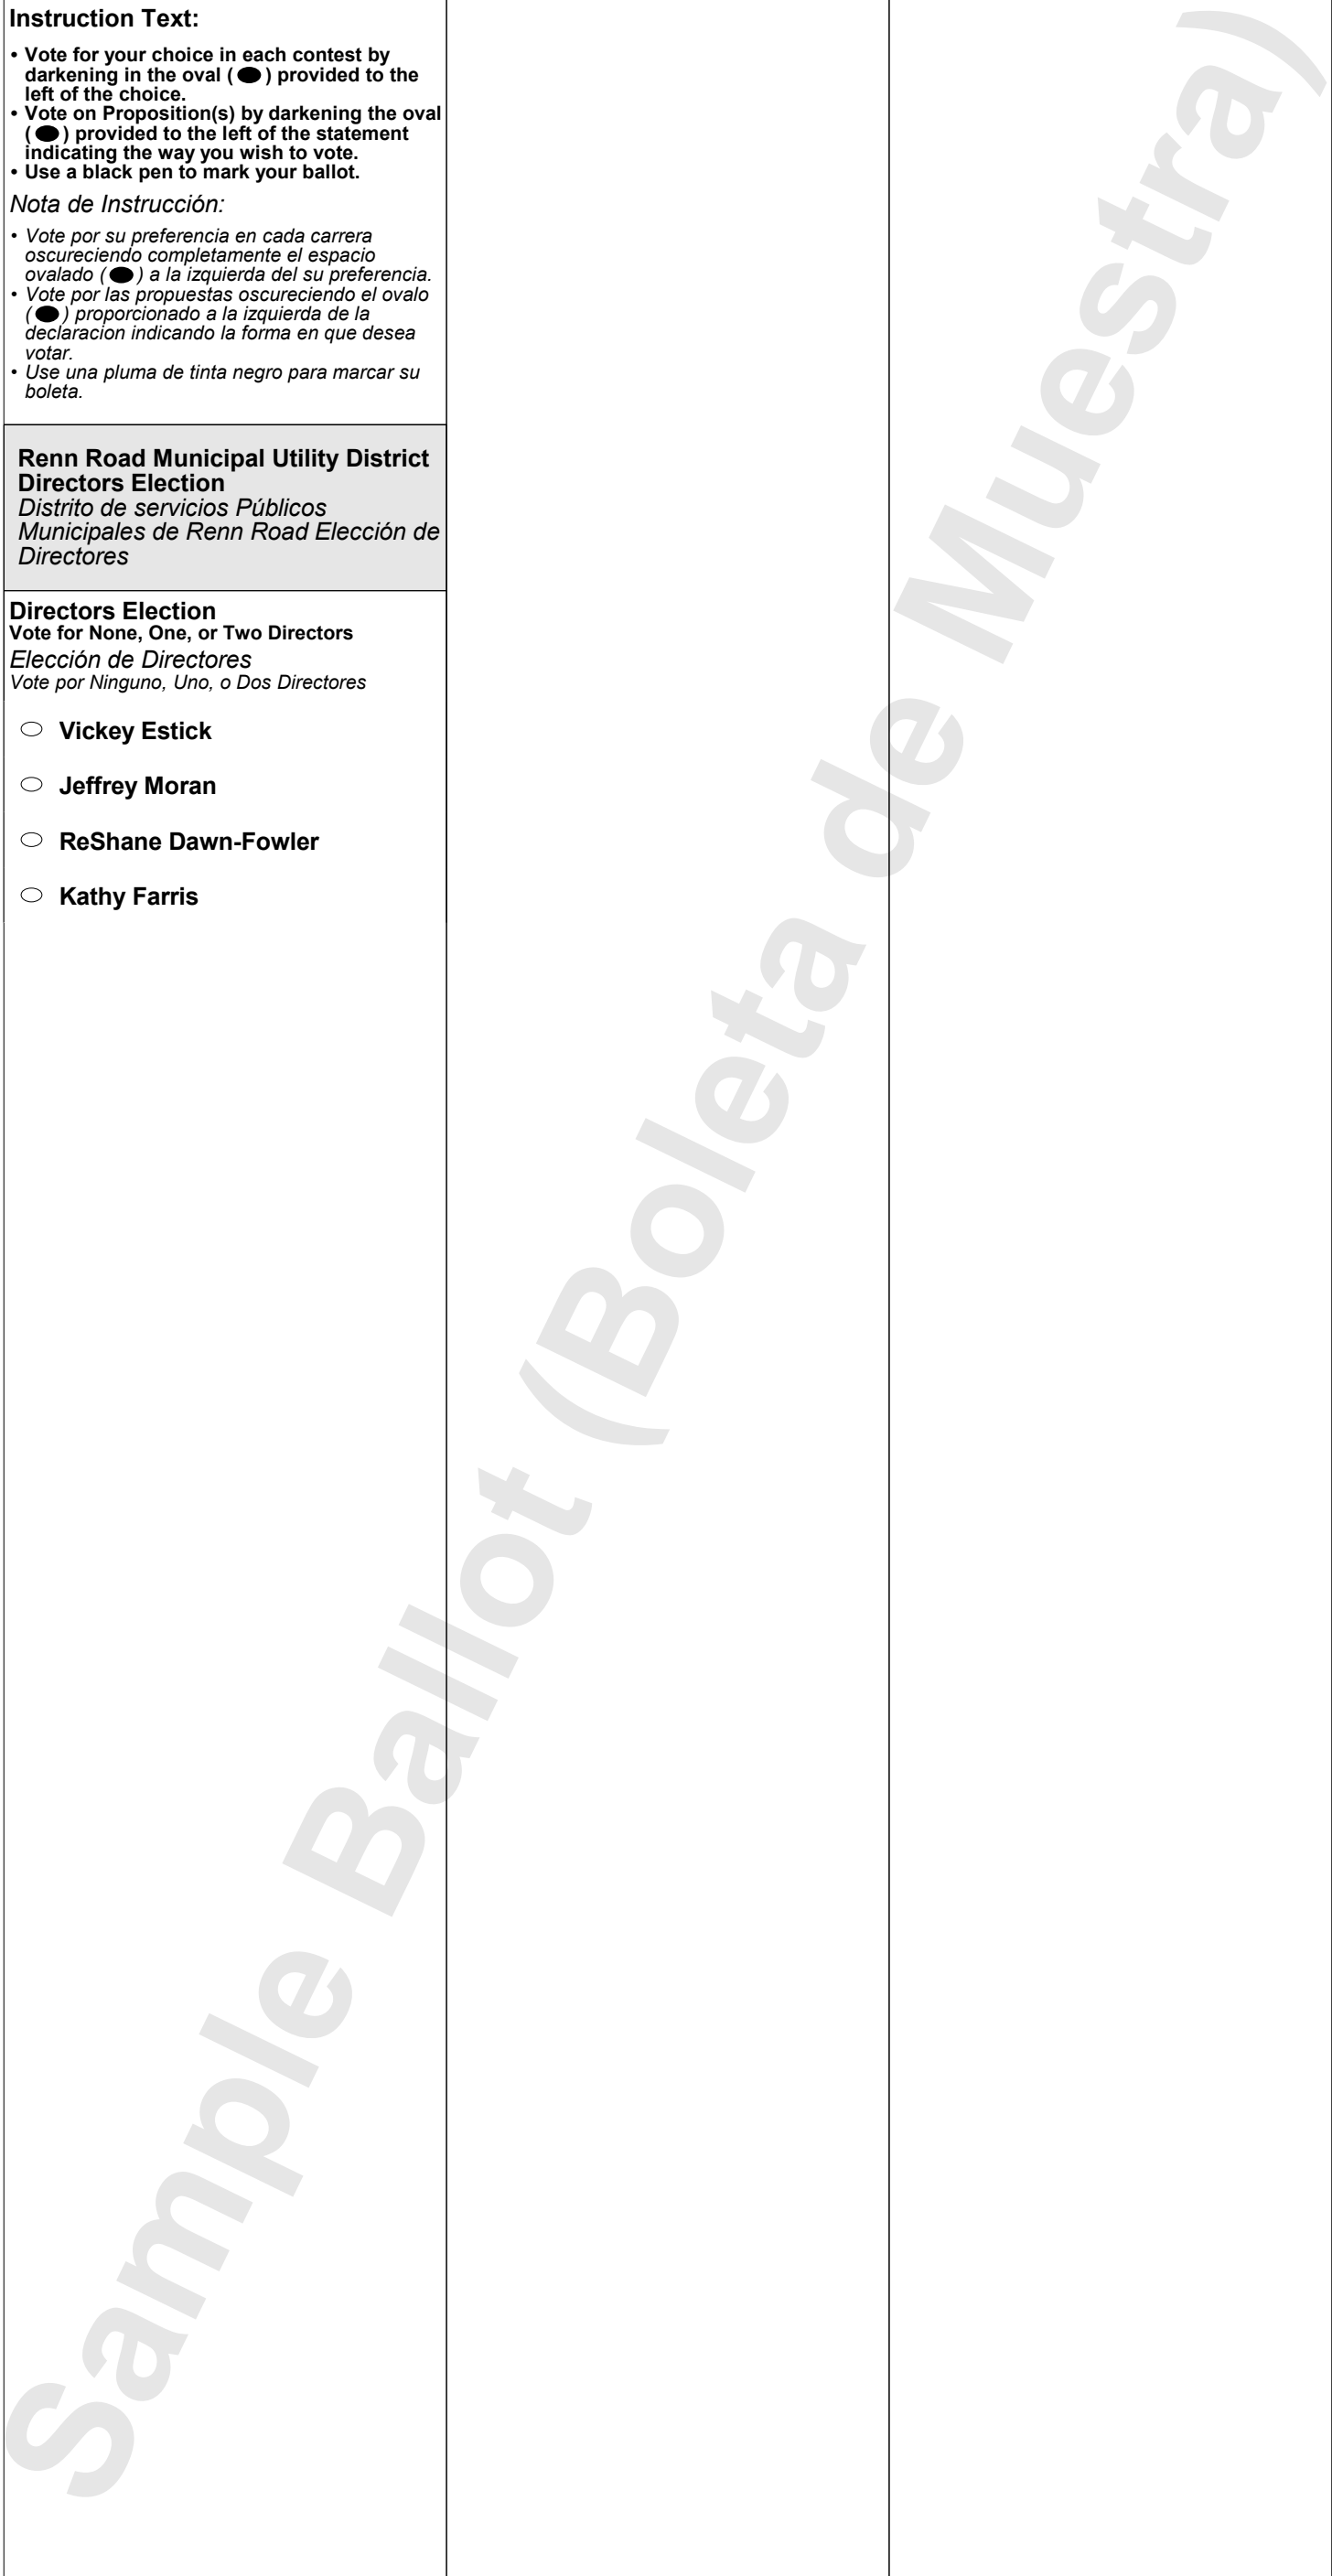 Instruction Text:
• Vote for your choice in each contest by
darkening in the oval ( ) provided to the
left of the choice.
• Vote on Proposition(s) by darkening the oval
( ) provided to the left of the statement
indicating the way you wish to vote.
• Use a black pen to mark your ballot.
Nota de Instrucción:
• Vote por su preferencia en cada carrera
oscureciendo completamente el espacio
ovalado ( ) a la izquierda del su preferencia.
• Vote por las propuestas oscureciendo el ovalo
( ) proporcionado a la izquierda de la
declaracion indicando la forma en que desea
votar.
• Use una pluma de tinta negro para marcar su
boleta.
Renn Road Municipal Utility District
Directors Election
Distrito de servicios Públicos
Municipales de Renn Road Elección de
Directores
Directors Election
Vote for None, One, or Two Directors
Elección de Directores
Vote por Ninguno, Uno, o Dos Directores
Vickey Estick
Jeffrey Moran
ReShane Dawn-Fowler
Kathy Farris
Sample Ballot (Boleta de Muestra)